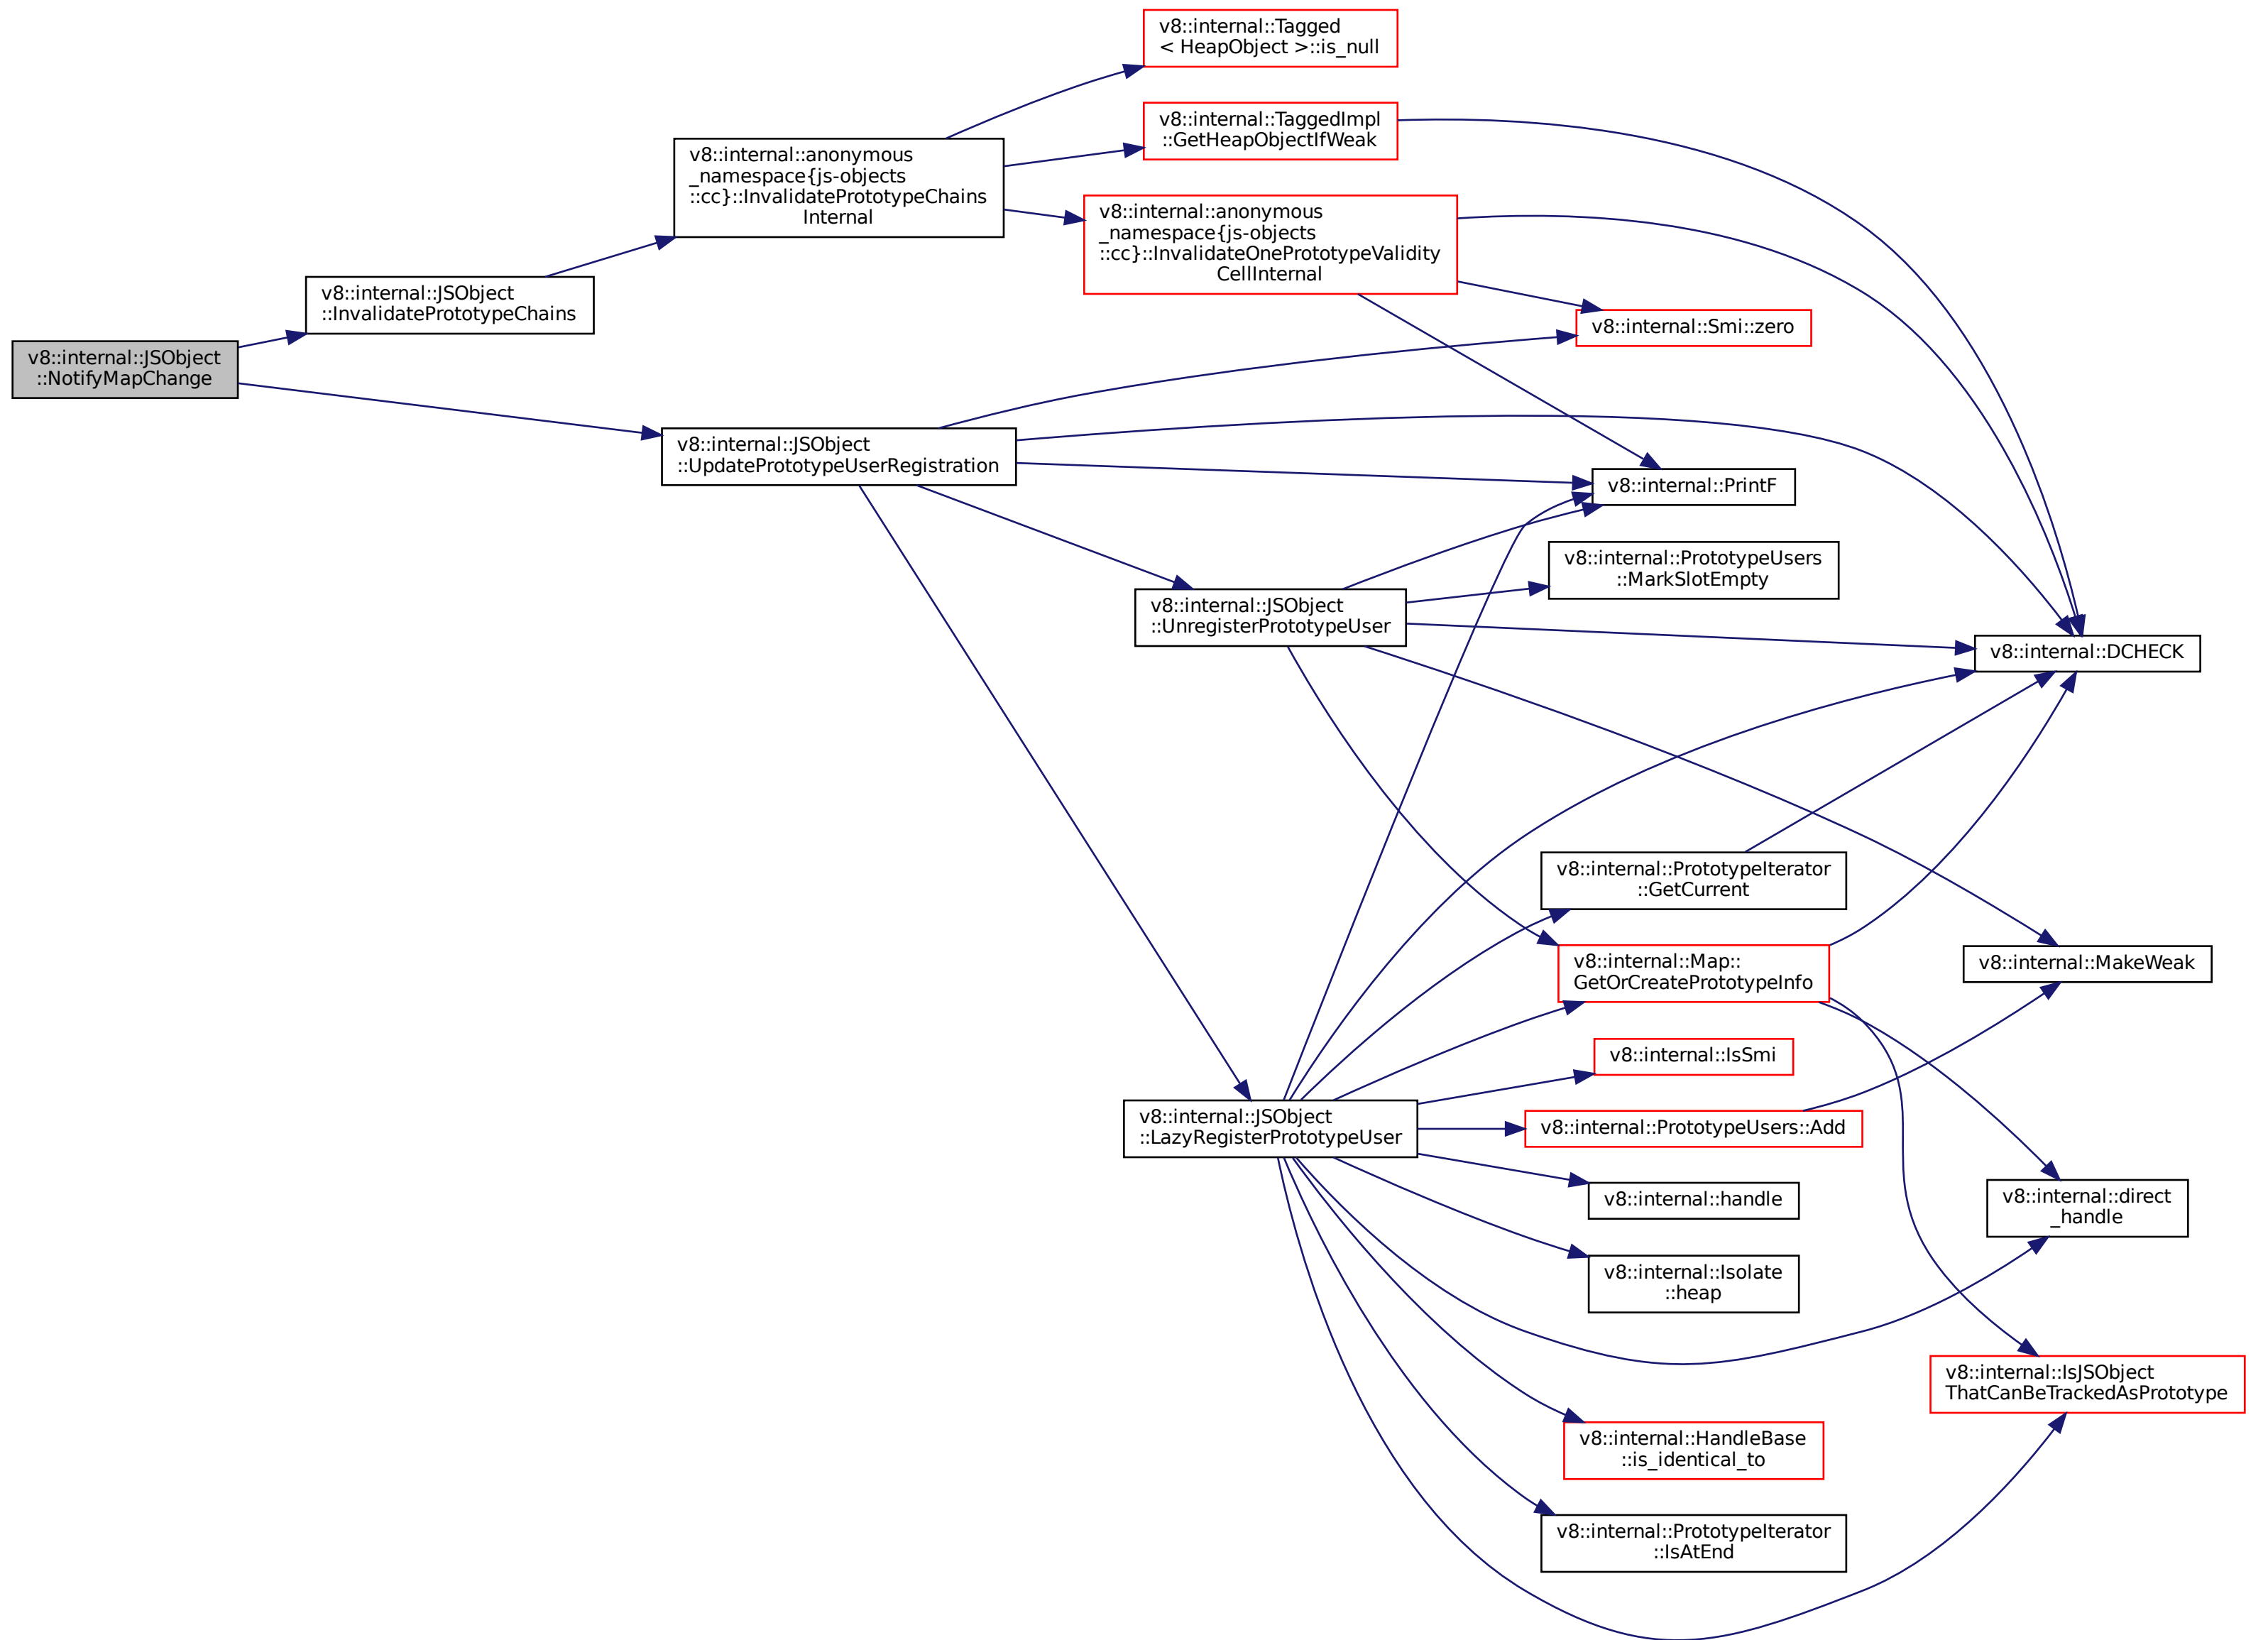 v8::internal::JSObject
::NotifyMapChange
v8::internal::JSObject
::InvalidatePrototypeChains
v8::internal::anonymous
_namespace{js-objects
::cc}::InvalidatePrototypeChains
Internal
v8::internal::Tagged
< HeapObject >::is_null
v8::internal::TaggedImpl
::GetHeapObjectIfWeak
v8::internal::anonymous
_namespace{js-objects
::cc}::InvalidateOnePrototypeValidity
CellInternal
v8::internal::Smi::zero
v8::internal::JSObject
::UpdatePrototypeUserRegistration
v8::internal::PrintF
v8::internal::PrototypeUsers
::MarkSlotEmpty
v8::internal::JSObject
::UnregisterPrototypeUser
v8::internal::DCHECK
v8::internal::PrototypeIterator
::GetCurrent
v8::internal::Map::
GetOrCreatePrototypeInfo
v8::internal::MakeWeak
v8::internal::IsSmi
v8::internal::JSObject
::LazyRegisterPrototypeUser
v8::internal::PrototypeUsers::Add
v8::internal::handle
v8::internal::direct
_handle
v8::internal::Isolate
::heap
v8::internal::IsJSObject
ThatCanBeTrackedAsPrototype
v8::internal::HandleBase
::is_identical_to
v8::internal::PrototypeIterator
::IsAtEnd